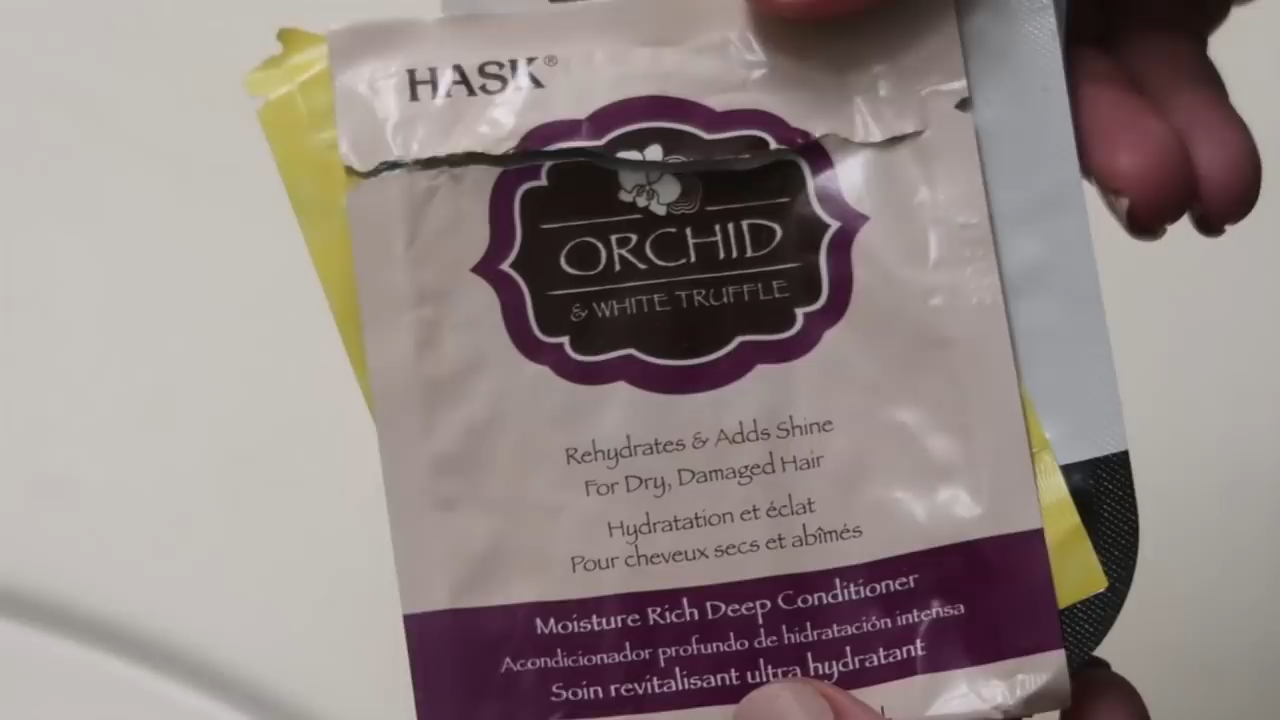 HASK®
ORCHID
& WHITE TRUFFLE
Rehydrates & Adds Shine
For Dry, Damaged Hair
Hydratation et éclat
Pour cheveux secs et abîmés
Moisture Rich Deep Conditioner
Acondicionador profundo de hidratación intensa
Soin revitalisant ultra hydratant